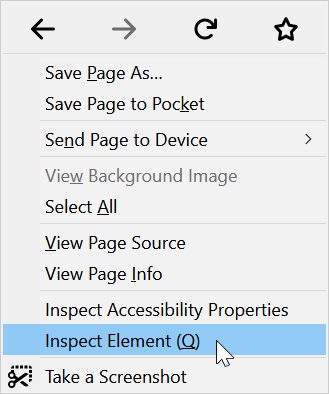 Save Page As...
Save Page to Pocket
Send Page to Device
View Background Image
Select All
View Page Source
View Page Info
Inspect Accessibility Properties
Inspect Element (Q)
Take a Screenshot